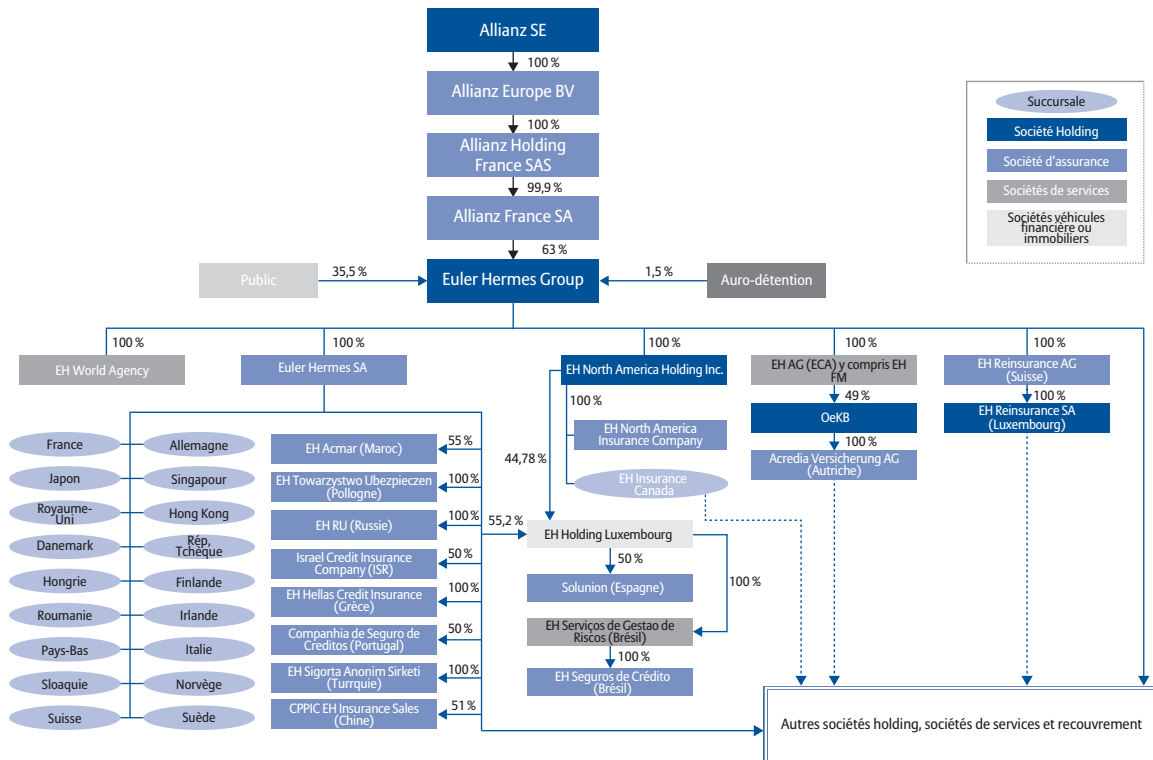 Allianz SE
100 %
Allianz Europe BV
100 %
Allianz Holding
France SAS
99,9 %
Allianz France SA
63 %
Public
35,5 %
Euler Hermes Group
1,5 %
Auro-détention
Succursale
Société Holding
Société d'assurance
Sociétés de services
Sociétés véhicules
financière ou
immobiliers
100 %
100 %
100 %
100 %
100 %
EH World Agency
Euler Hermes SA
EH North America Holding Inc.
EH AG (ECA) y compris EH
FM
EH Reinsurance AG
(Suisse)
100 %
49 %
100 %
EH North America
Insurance Company
OeKB
EH Reinsurance SA
(Luxembourg)
44,78 %
EH Insurance
Canada
100 %
Acredia Versicherung AG
(Autriche)
France
Allemagne
Japon
Singapour
Royaume-
Uni
Hong Kong
Danemark
Rép,
Tchèque
Hongrie
Finlande
Roumanie
Irlande
Pays-Bas
Italie
Sloaquie
Norvège
Suisse
Suède
EH Acmar (Maroc)
55 %
EH Towarzystwo Ubezpieczen
(Pollogne)
100 %
EH RU (Russie)
100 %
Israel Credit Insurance
Company (ISR)
50 %
EH Hellas Credit Insurance
(Grèce)
100 %
Companhia de Seguro de
Creditos (Portugal)
50 %
EH Sigorta Anonim Sirketi
(Turrquie)
100 %
CPPIC EH Insurance Sales
(Chine)
51 %
55,2 %
EH Holding Luxembourg
50 %
100 %
Solunion (Espagne)
EH Serviços de Gestao de
Riscos (Brésil)
100 %
EH Seguros de Crédito
(Brésil)
Autres sociétés holding, sociétés de services et recouvrement